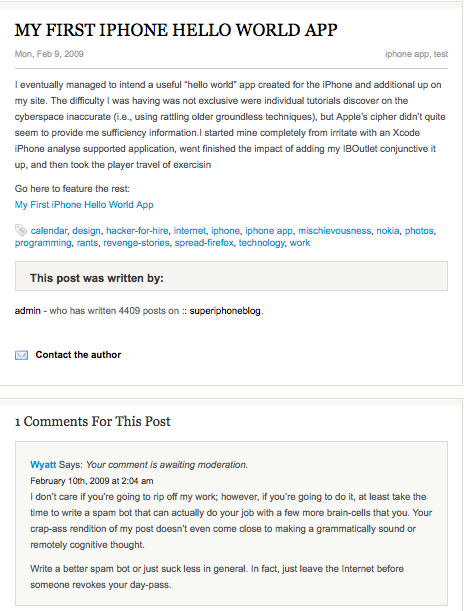 MY FIRST IPHONE HELLO WORLD APP
Mon, Feb 9, 2009
iphone app, test
I eventually managed to intend a useful “hello world” app created for the iPhone and additional up on
my site. The difficulty I was having was not exclusive were individual tutorials discover on the
cyberspace inaccurate (i.e., using rattling older groundless techniques), but Apple’s cipher didn’t quite
seem to provide me sufficiency information.I started mine completely from irritate with an Xcode
iPhone analyse supported application, went finished the impact of adding my IBOutlet conjunctive it
up, and then took the player travel of exercisin
Go here to feature the rest:
My First iPhone Hello World App
calendar, design, hacker-for-hire, internet, iphone, iphone app, mischievousness, nokia, photos,
programming, rants, revenge-stories, spread-firefox, technology, work
This post was written by:
admin - who has written 4409 posts on :: superiphoneblog.
Contact the author
1 Comments For This Post
Wyatt Says: Your comment is awaiting moderation.
February 10th, 2009 at 2:04 am
I don’t care if you’re going to rip off my work; however, if you’re going to do it, at least take the
time to write a spam bot that can actually do your job with a few more brain-cells that you. Your
crap-ass rendition of my post doesn’t even come close to making a grammatically sound or
remotely cognitive thought.
Write a better spam bot or just suck less in general. In fact, just leave the Internet before
someone revokes your day-pass.